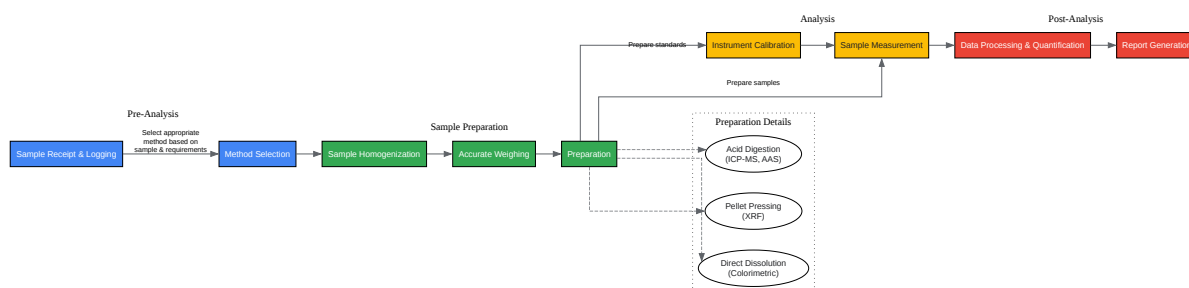 Analysis
Post-Analysis
Prepare standards
Instrument Calibration
Sample Measurement
Data Processing & Quantification
Report Generation
Prepare samples
Pre-Analysis
Select appropriate
method based on
sample & requirements
Sample Preparation
Preparation Details
Sample Receipt & Logging
Method Selection
Sample Homogenization
Accurate Weighing
Preparation
Acid Digestion
(ICP-MS, AAS)
Pellet Pressing
(XRF)
Direct Dissolution
(Colorimetric)